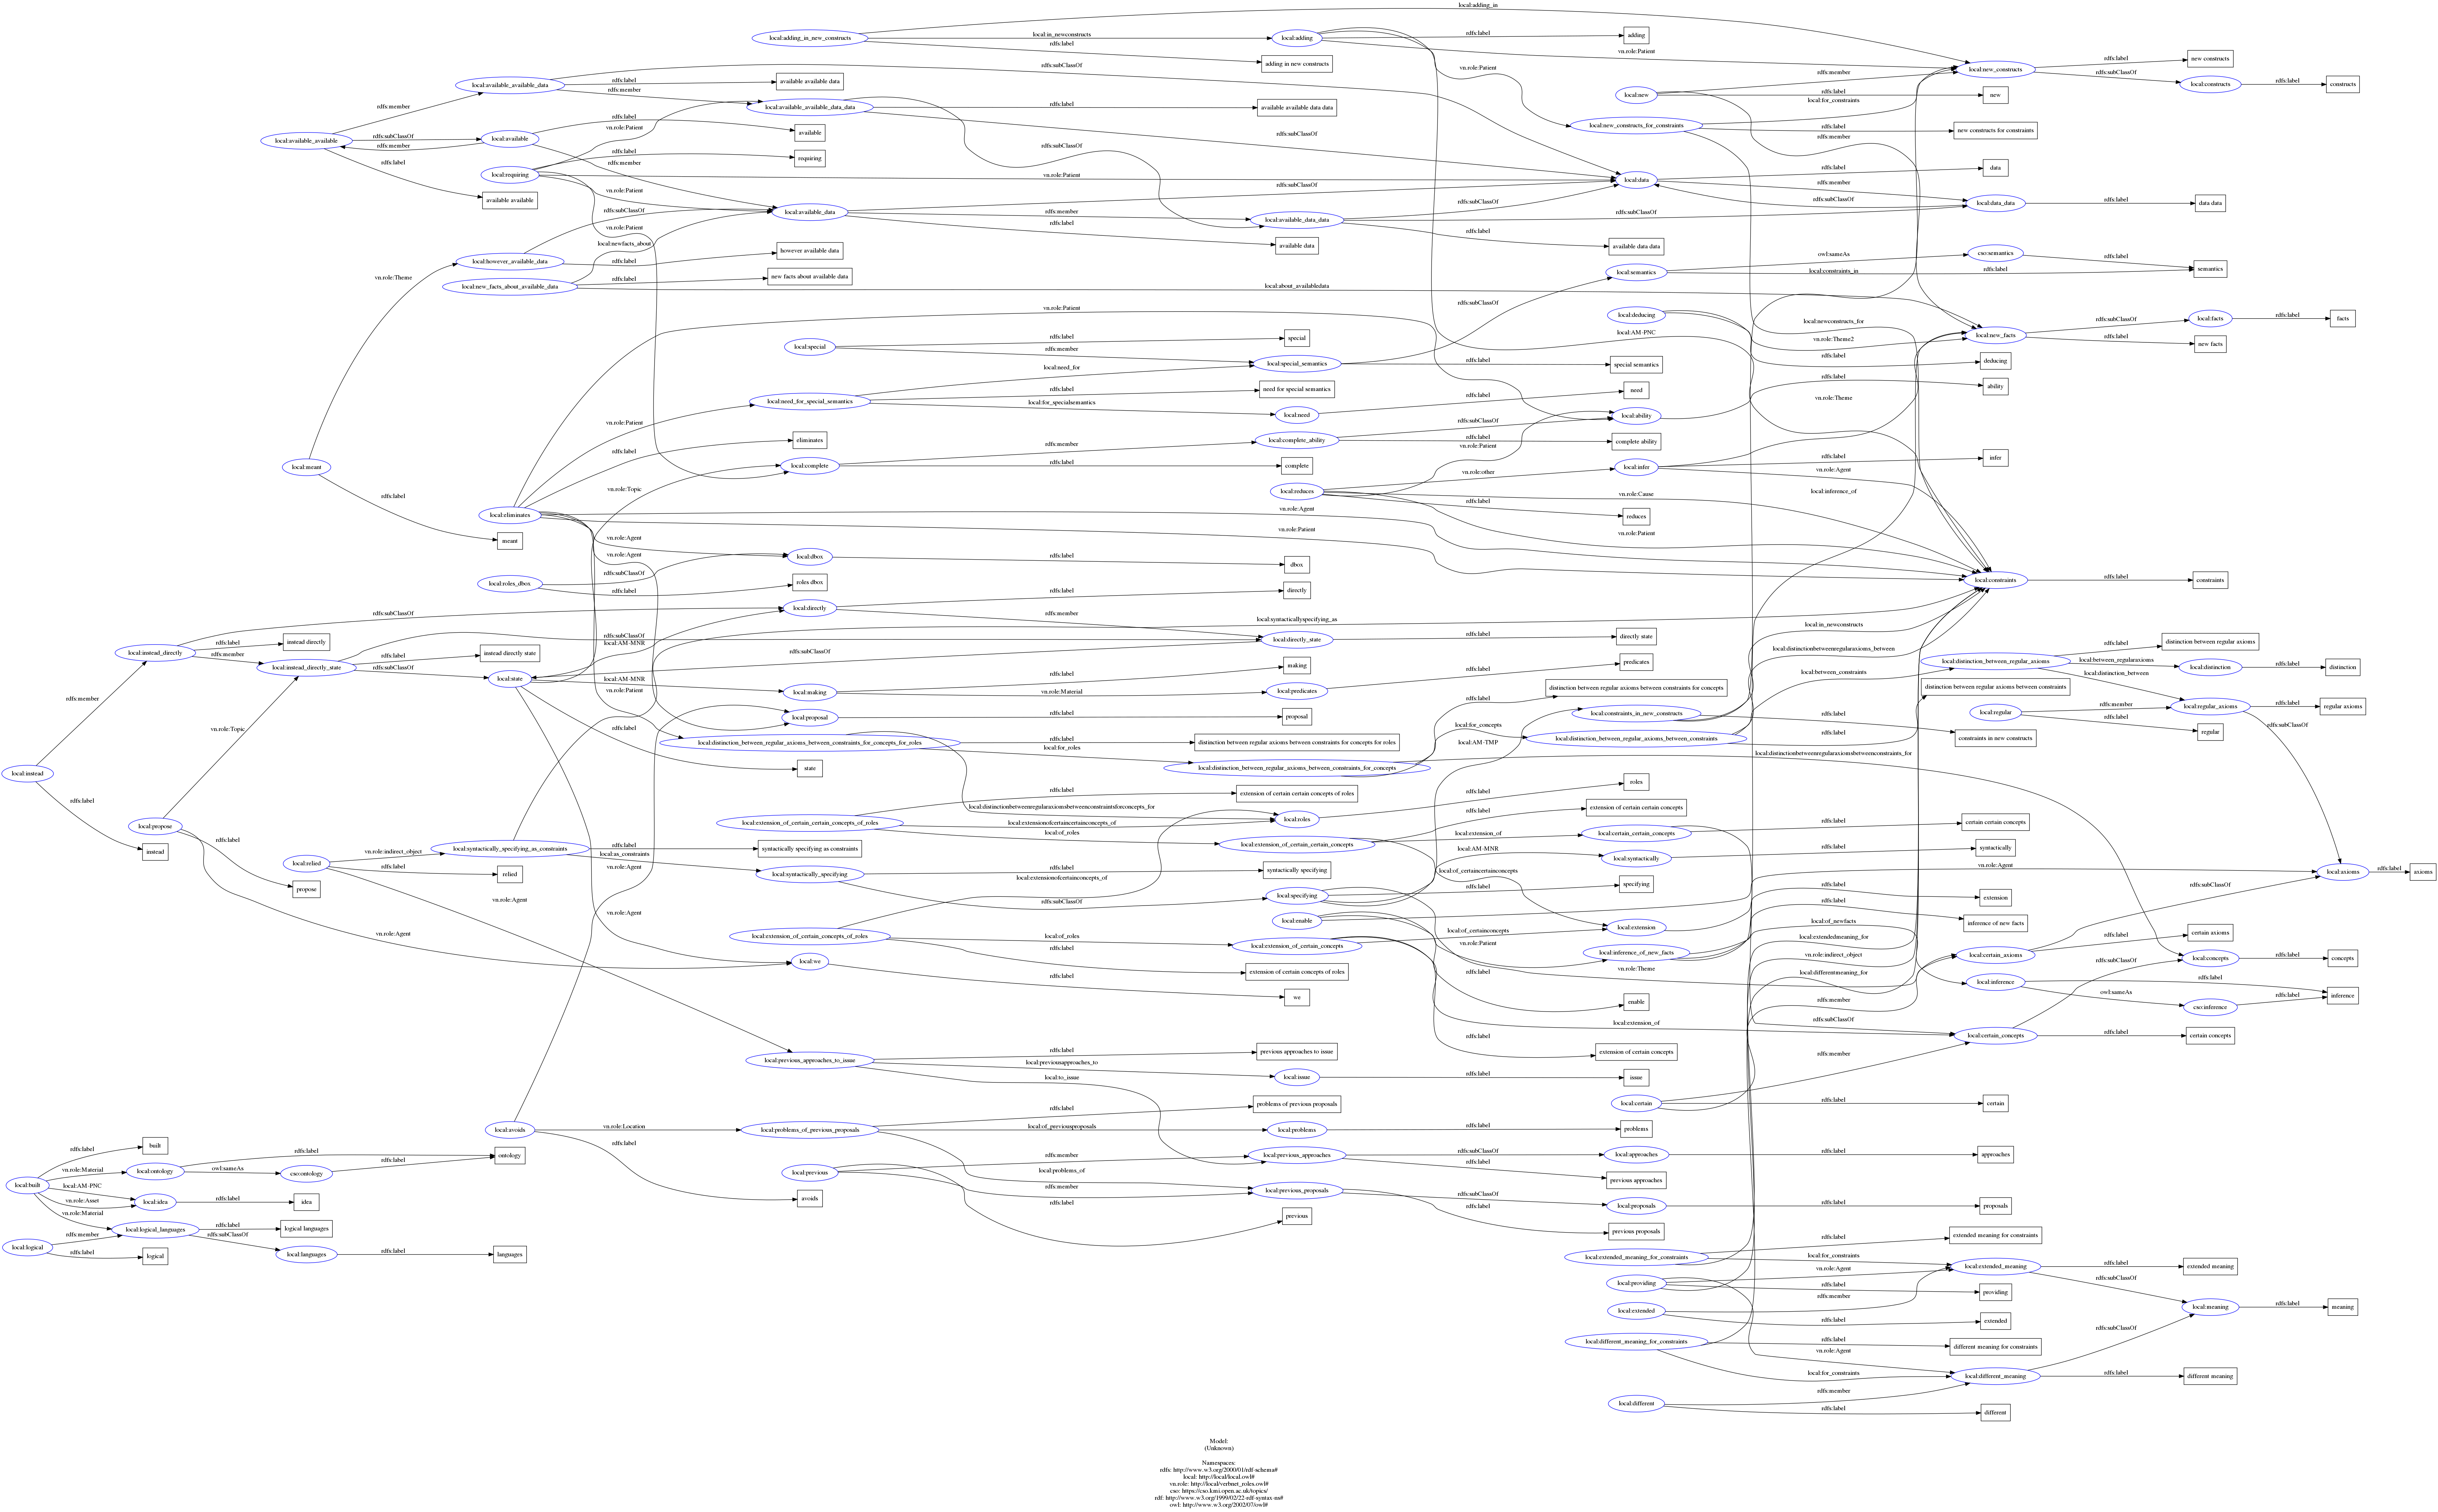 local:adding_in
local:adding_in_new_constructs
local:in_newconstructs
rdfs:label
local:adding
rdfs:label
adding
vn.role:Patient
adding in new constructs
local:new_constructs
rdfs:label
new constructs
rdfs:subClassOf
local:constructs
rdfs:label
constructs
rdfs:subClassOf
local:available_available_data
rdfs:label
available available data
rdfs:member
vn.role:Patient
rdfs:member
local:new
rdfs:label
new
rdfs:member
local:available_available_data_data
rdfs:label
available available data data
local:for_constraints
local:new_constructs_for_constraints
rdfs:label
new constructs for constraints
rdfs:member
local:available_available
rdfs:subClassOf
rdfs:member
local:available
rdfs:label
available
vn.role:Patient
rdfs:label
available available
rdfs:label
requiring
rdfs:member
local:requiring
vn.role:Patient
rdfs:subClassOf
rdfs:subClassOf
local:data
rdfs:label
data
rdfs:member
rdfs:subClassOf
local:data_data
rdfs:label
data data
vn.role:Patient
rdfs:subClassOf
local:available_data
rdfs:member
rdfs:label
available data
local:available_data_data
rdfs:subClassOf
rdfs:subClassOf
rdfs:label
available data data
rdfs:subClassOf
vn.role:Patient
local:newfacts_about
local:however_available_data
rdfs:label
however available data
local:new_facts_about_available_data
rdfs:label
new facts about available data
local:about_availabledata
vn.role:Theme
local:semantics
owl:sameAs
cso:semantics
rdfs:label
semantics
rdfs:label
local:constraints_in
rdfs:subClassOf
vn.role:Patient
local:deducing
local:newconstructs_for
vn.role:Theme2
rdfs:label
deducing
local:new_facts
rdfs:subClassOf
local:facts
rdfs:label
facts
rdfs:label
new facts
local:AM-PNC
local:special
rdfs:label
special
rdfs:member
local:special_semantics
rdfs:label
special semantics
local:need_for
local:need_for_special_semantics
rdfs:label
need for special semantics
local:for_specialsemantics
local:need
rdfs:label
need
rdfs:label
ability
vn.role:Theme
local:ability
vn.role:Patient
rdfs:label
eliminates
rdfs:member
local:complete_ability
rdfs:subClassOf
rdfs:label
complete ability
vn.role:Patient
local:meant
rdfs:label
meant
local:complete
rdfs:label
complete
vn.role:Topic
vn.role:other
local:infer
rdfs:label
infer
vn.role:Agent
local:reduces
vn.role:Cause
rdfs:label
reduces
vn.role:Patient
local:inference_of
local:eliminates
vn.role:Agent
vn.role:Patient
vn.role:Agent
vn.role:Agent
local:dbox
rdfs:label
dbox
local:roles_dbox
rdfs:subClassOf
rdfs:label
roles dbox
local:constraints
rdfs:label
constraints
local:directly
rdfs:label
directly
rdfs:member
rdfs:subClassOf
local:instead_directly
rdfs:label
instead directly
rdfs:member
local:instead_directly_state
rdfs:subClassOf
rdfs:label
instead directly state
rdfs:subClassOf
local:AM-MNR
local:syntacticallyspecifying_as
local:directly_state
rdfs:label
directly state
rdfs:subClassOf
local:in_newconstructs
local:distinctionbetweenregularaxioms_between
local:state
local:AM-MNR
vn.role:Patient
local:making
rdfs:label
making
vn.role:Material
local:predicates
rdfs:label
predicates
local:distinction_between_regular_axioms
rdfs:label
distinction between regular axioms
local:between_regularaxioms
local:distinction
rdfs:label
distinction
local:distinction_between
local:between_constraints
rdfs:label
distinction between regular axioms between constraints for concepts
distinction between regular axioms between constraints
rdfs:member
vn.role:Topic
rdfs:label
local:proposal
rdfs:label
proposal
local:constraints_in_new_constructs
rdfs:label
constraints in new constructs
local:regular
rdfs:member
rdfs:label
regular
local:regular_axioms
rdfs:label
regular axioms
rdfs:subClassOf
local:for_concepts
local:distinction_between_regular_axioms_between_constraints
rdfs:label
local:distinction_between_regular_axioms_between_constraints_for_concepts_for_roles
rdfs:label
distinction between regular axioms between constraints for concepts for roles
local:for_roles
local:AM-TMP
local:distinctionbetweenregularaxiomsbetweenconstraints_for
local:distinction_between_regular_axioms_between_constraints_for_concepts
state
local:instead
rdfs:label
instead
local:propose
rdfs:label
propose
rdfs:label
extension of certain certain concepts of roles
roles
rdfs:label
local:distinctionbetweenregularaxiomsbetweenconstraintsforconcepts_for
local:extension_of_certain_certain_concepts_of_roles
local:extensionofcertaincertainconcepts_of
local:of_roles
local:roles
rdfs:label
extension of certain certain concepts
local:extension_of
local:extension_of_certain_certain_concepts
local:certain_certain_concepts
rdfs:label
certain certain concepts
local:relied
vn.role:indirect_object
rdfs:label
relied
local:syntactically_specifying_as_constraints
rdfs:label
syntactically specifying as constraints
local:as_constraints
vn.role:Agent
local:syntactically_specifying
rdfs:label
syntactically specifying
local:extensionofcertainconcepts_of
rdfs:subClassOf
local:AM-MNR
local:syntactically
rdfs:label
syntactically
local:of_certaincertainconcepts
rdfs:label
specifying
local:specifying
vn.role:Agent
local:axioms
rdfs:label
axioms
rdfs:subClassOf
vn.role:Agent
vn.role:Agent
local:enable
rdfs:label
extension
rdfs:label
inference of new facts
local:extension
local:extension_of_certain_concepts_of_roles
local:of_roles
rdfs:label
local:extension_of_certain_concepts
local:of_certainconcepts
vn.role:Patient
local:inference_of_new_facts
local:of_newfacts
local:extendedmeaning_for
vn.role:indirect_object
vn.role:Theme
local:differentmeaning_for
rdfs:label
certain axioms
local:certain_axioms
local:concepts
rdfs:label
concepts
rdfs:subClassOf
vn.role:Agent
local:we
rdfs:label
we
extension of certain concepts of roles
rdfs:label
enable
local:inference
rdfs:label
inference
owl:sameAs
cso:inference
rdfs:label
rdfs:member
rdfs:subClassOf
local:extension_of
local:certain_concepts
rdfs:label
certain concepts
rdfs:label
extension of certain concepts
rdfs:member
local:previous_approaches_to_issue
rdfs:label
previous approaches to issue
local:previousapproaches_to
local:issue
rdfs:label
issue
local:to_issue
local:certain
rdfs:label
certain
rdfs:label
problems of previous proposals
local:avoids
vn.role:Location
rdfs:label
avoids
local:problems_of_previous_proposals
local:of_previousproposals
local:problems
rdfs:label
problems
rdfs:label
built
rdfs:label
ontology
local:built
vn.role:Material
local:ontology
owl:sameAs
cso:ontology
rdfs:label
local:AM-PNC
vn.role:Asset
local:idea
rdfs:label
idea
vn.role:Material
local:previous
rdfs:member
local:previous_approaches
rdfs:subClassOf
local:approaches
rdfs:label
approaches
rdfs:label
previous approaches
local:problems_of
rdfs:member
rdfs:label
local:previous_proposals
rdfs:subClassOf
local:proposals
rdfs:label
proposals
rdfs:label
previous
previous proposals
local:logical_languages
rdfs:label
logical languages
rdfs:member
rdfs:subClassOf
local:logical
rdfs:label
logical
local:languages
rdfs:label
languages
rdfs:label
extended meaning for constraints
local:extended_meaning_for_constraints
local:for_constraints
vn.role:Agent
local:extended_meaning
rdfs:label
extended meaning
rdfs:subClassOf
local:providing
rdfs:label
providing
rdfs:member
local:extended
rdfs:label
extended
local:meaning
rdfs:label
meaning
rdfs:subClassOf
local:different_meaning_for_constraints
rdfs:label
different meaning for constraints
vn.role:Agent
local:for_constraints
local:different_meaning
rdfs:label
different meaning
rdfs:member
local:different
rdfs:label
different
Model:
(Unknown)
Namespaces:
rdfs: http://www.w3.org/2000/01/rdf-schema#
local: http://local/local.owl#
vn.role: http://local/verbnet_roles.owl#
cso: https://cso.kmi.open.ac.uk/topics/
rdf: http://www.w3.org/1999/02/22-rdf-syntax-ns#
owl: http://www.w3.org/2002/07/owl#